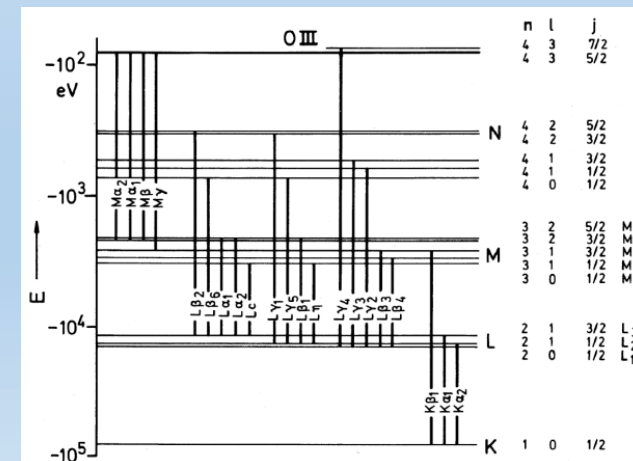 O III
n l j
4 3 7/2
4 3 5/2
-10²
eV
N
4 2 5/2
4 2 3/2
4 1 3/2
4 1 1/2
4 0 1/2
Mα2
Mα1
Mβ
Mγ
-10³
E
M
3 2 5/2 M
3 2 3/2 M
3 1 3/2 M
3 1 1/2 M
3 0 1/2 M
Lβ2
Lβ6
Lα1
Lα2
Lc
Lγ1
Lγ5
Lβ1
Lη
Lγ4
Lγ3
Lγ2
Lβ3
Lβ4
-10⁴
L
2 1 3/2 L
2 1 1/2 L
2 0 1/2 L1
Kβ1
Kα1
Kα2
K
1 0 1/2
-10⁵